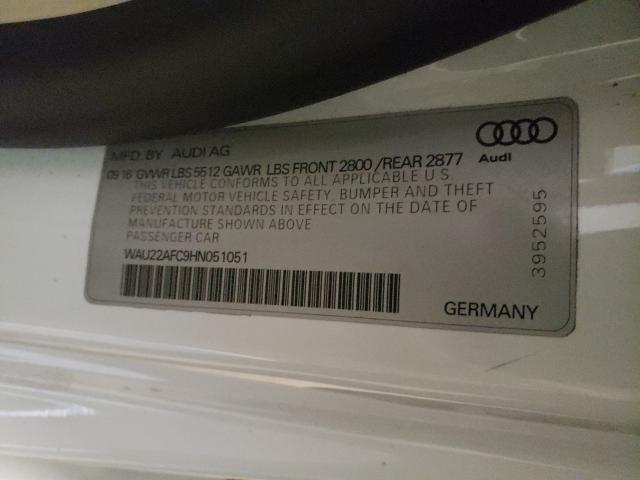 MFD. BY AUDI AG
09 16 GVWR LBS 5512 GAWR LBS FRONT 2800 /REAR 2877
THIS VEHICLE CONFORMS TO ALL APPLICABLE U.S.
FEDERAL MOTOR VEHICLE SAFETY, BUMPER AND THEFT
PREVENTION STANDARDS IN EFFECT ON THE DATE OF
MANUFACTURE SHOWN ABOVE
PASSENGER CAR
WAU22AFC9HN051051
Audi
3952595
GERMANY